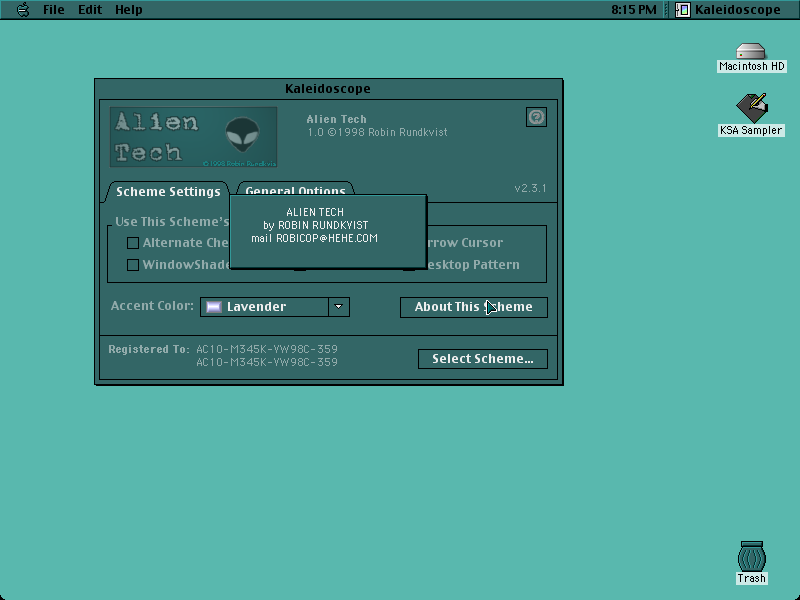 File Edit Help 8:15 PM Kaleidoscope
Macintosh HD
KSA Sampler
Kaleidoscope
Alien
Tech
©1998 Robin Rundkvist
Alien Tech
1.0 ©1998 Robin Rundkvist
Scheme Settings General Options
v2.3.1
ALIEN TECH
by ROBIN RUNDKVIST
mail ROBICOP@HEHE.COM
Use This Scheme's
Alternate Che rrow Cursor
WindowShade esktop Pattern
Accent Color: Lavender About This Scheme
Registered To: AC10-M345K-VW98C-359
AC10-M345K-VW98C-359
Select Scheme...
Trash